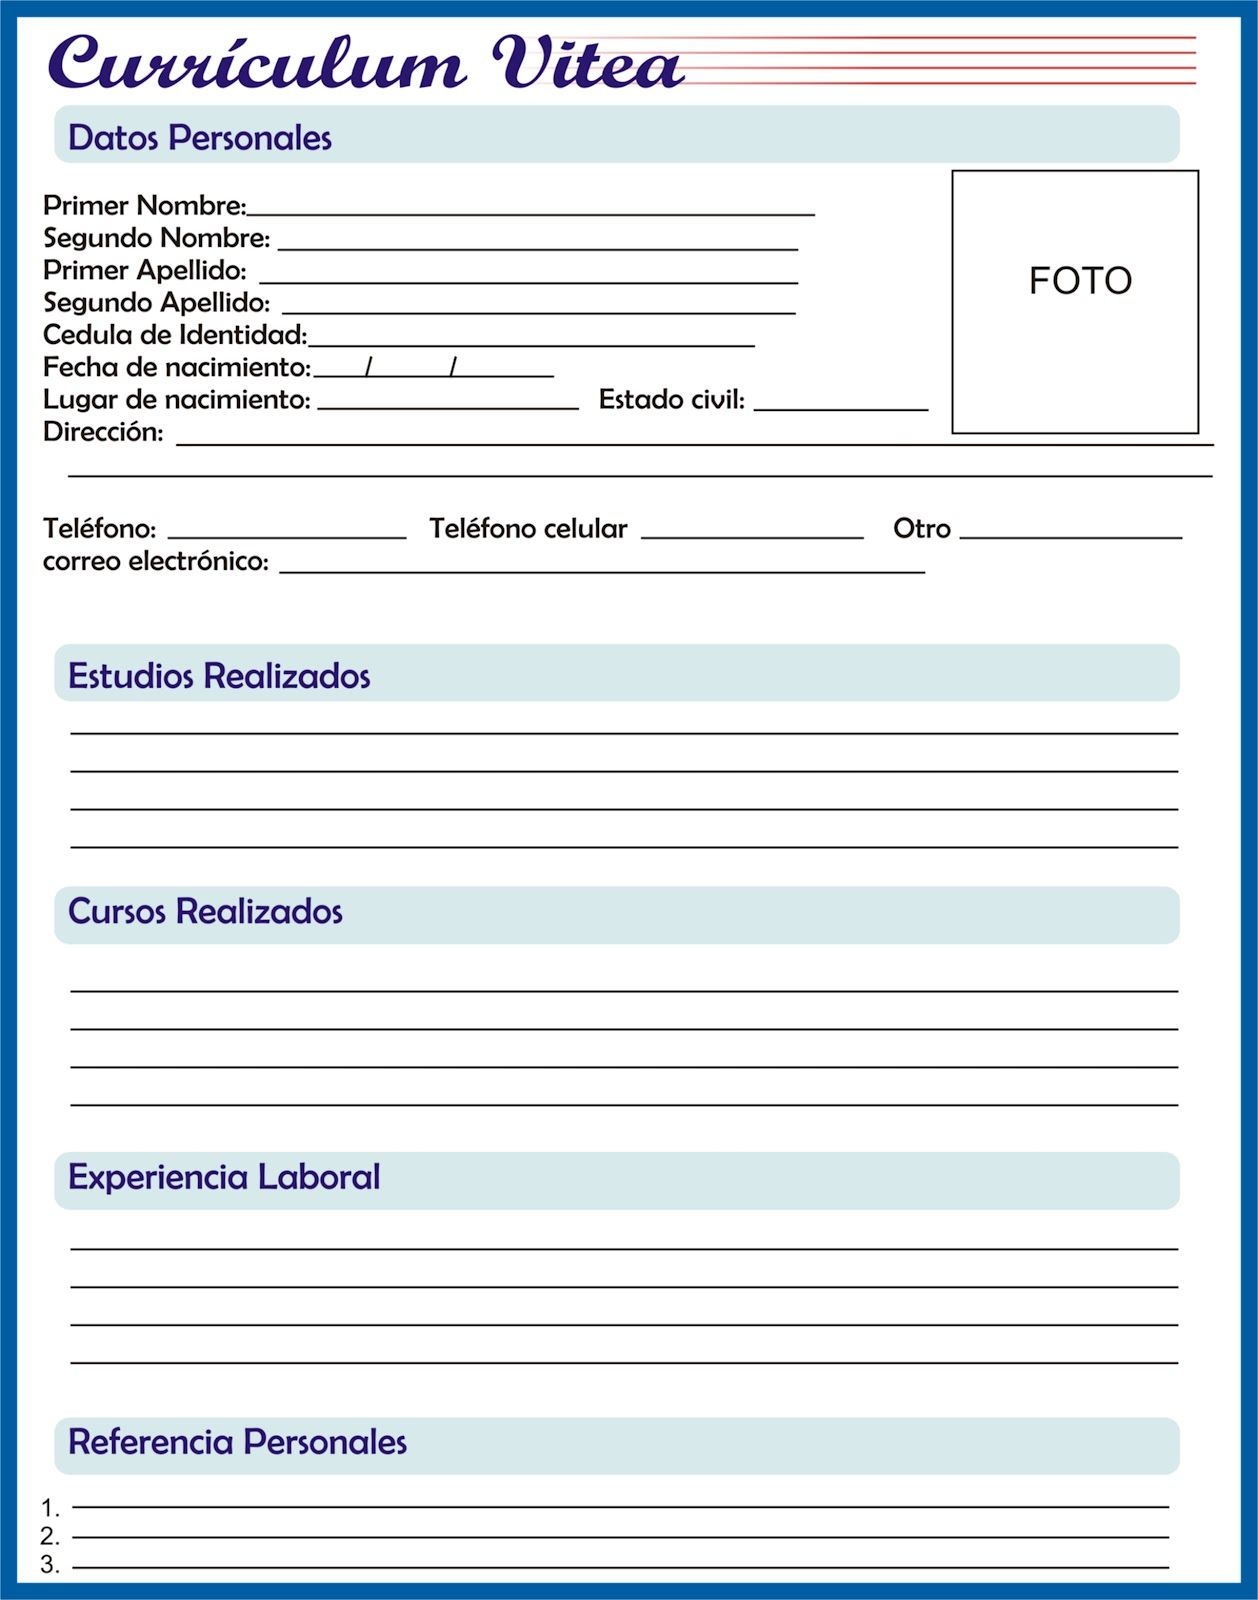 Currículum Vitea
Datos Personales
Primer Nombre:
Segundo Nombre:
Primer Apellido:
Segundo Apellido:
Cedula de Identidad:
Fecha de nacimiento: / /
Lugar de nacimiento: Estado civil:
Dirección:
FOTO
Teléfono: Teléfono celular Otro
correo electrónico:
Estudios Realizados
Cursos Realizados
Experiencia Laboral
Referencia Personales
1.
2.
3.